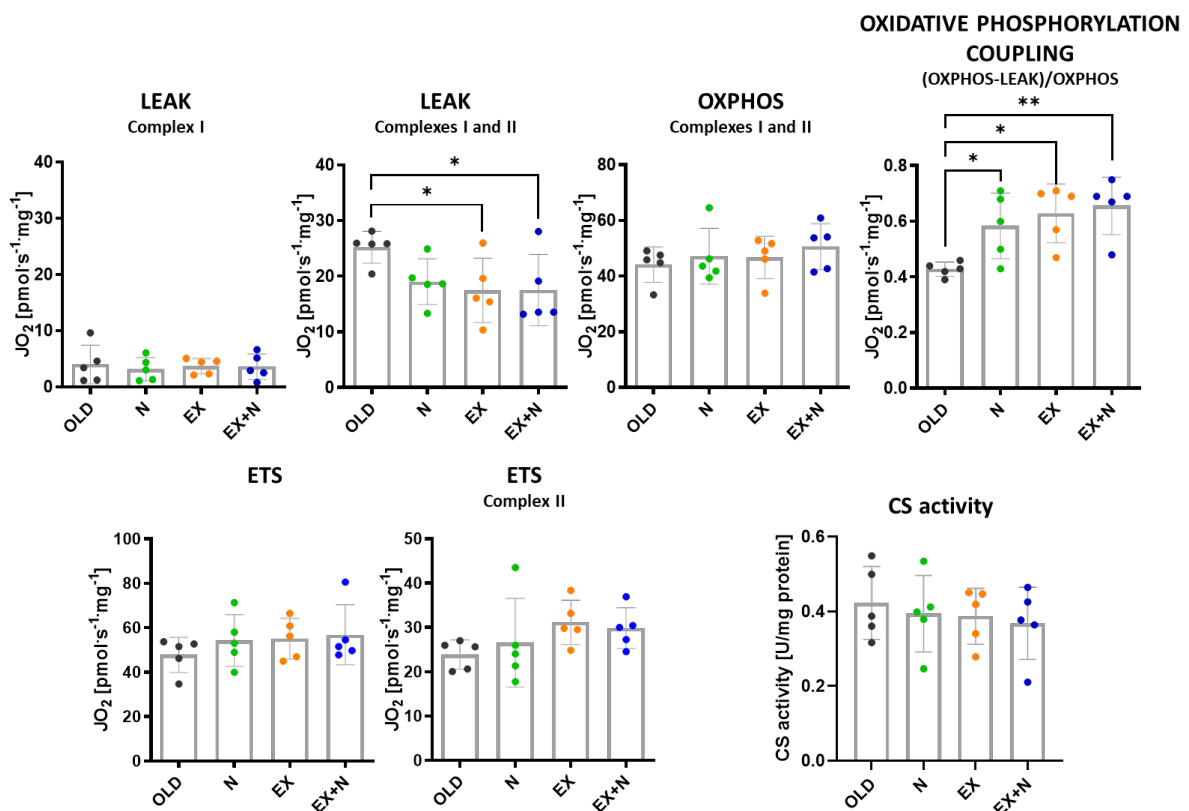 OXIDATIVE PHOSPHORYLATION
COUPLING
(OXPHOS-LEAK)/OXPHOS
LEAK
Complex I
40
30
20
10
0
JO₂ [pmol·s⁻¹·mg⁻¹]
OLD
N
EX
EX+N
LEAK
Complexes I and II
*
*
40
30
20
10
0
JO₂ [pmol·s⁻¹·mg⁻¹]
OLD
N
EX
EX+N
OXPHOS
Complexes I and II
80
60
40
20
0
JO₂ [pmol·s⁻¹·mg⁻¹]
OLD
N
EX
EX+N
**
*
*
0.8
0.6
0.4
0.2
0.0
JO₂ [pmol·s⁻¹·mg⁻¹]
OLD
N
EX
EX+N
ETS
100
80
60
40
20
0
JO₂ [pmol·s⁻¹·mg⁻¹]
OLD
N
EX
EX+N
ETS
Complex II
50
40
30
20
10
0
JO₂ [pmol·s⁻¹·mg⁻¹]
OLD
N
EX
EX+N
CS activity
0.6
0.4
0.2
0.0
CS activity [U/mg protein]
OLD
N
EX
EX+N